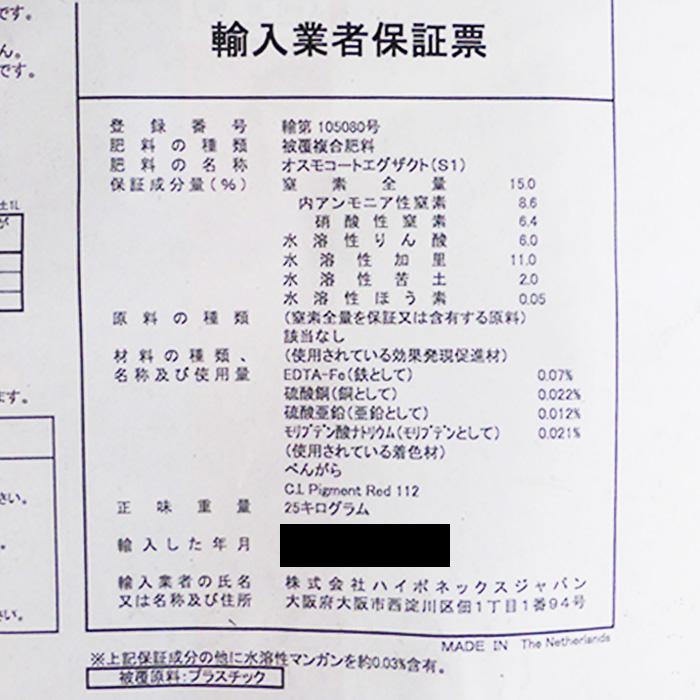 です。
ん。
です。
輸入業者保証票
登録番号 輸第105080号
肥料の種類 被覆複合肥料
肥料の名称 オスモコートエグザクト(S1)
保証成分量(%) 窒素全量 15.0
内アンモニア性窒素 8.6
硝酸性窒素 6.4
水溶性りん酸 6.0
水溶性加里 11.0
水溶性苦土 2.0
水溶性ほう素 0.05
土1L
が
原料の種類 (窒素全量を保証又は含有する原料)
該当なし
材料の種類、 (使用されている効果発現促進材)
名称及び使用量 EDTA-Fe(鉄として) 0.07%
硫酸銅(銅として) 0.022%
硫酸亜鉛(亜鉛として) 0.012%
モリブデン酸ナトリウム(モリブデンとして) 0.021%
(使用されている着色材)
べんがら
C.I. Pigment Red 112
ます。
さい。
さい。
正味重量 25キログラム
輸入した年月
輸入業者の氏名 株式会社ハイポネックスジャパン
又は名称及び住所 大阪府大阪市西淀川区佃1丁目1番94号
MADE IN The Netherlands
※上記保証成分の他に水溶性マンガンを約0.03%含有。
被覆原料:プラスチック